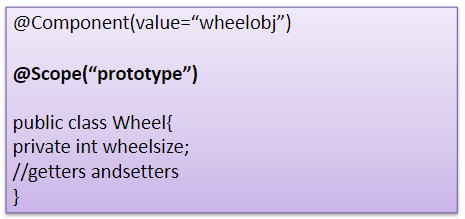 @Component(value=“wheelobj”)
@Scope(“prototype”)
public class Wheel{
private int wheelsize;
//getters andsetters
}